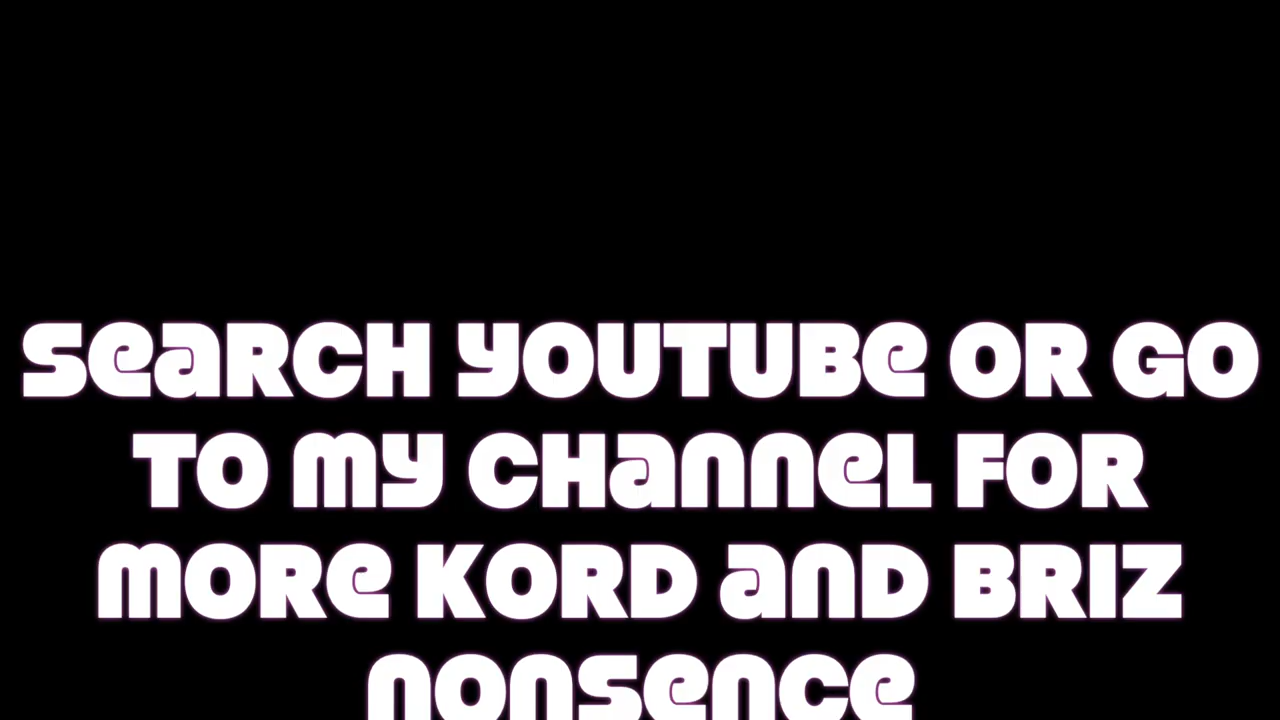 SEARCH YOUTUBE OR GO
TO MY CHANNEL FOR
MORE KORD AND BRIZ
NONSENCE